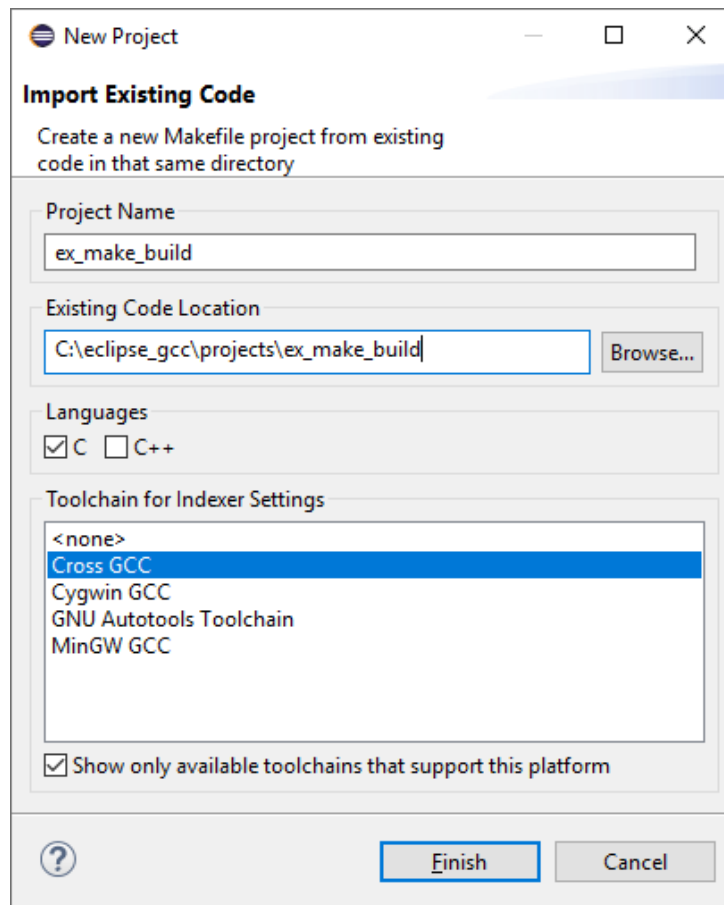 New Project
Import Existing Code
Create a new Makefile project from existing
code in that same directory
Project Name
ex_make_build
Existing Code Location
C:\eclipse_gcc\projects\ex_make_build
Browse...
Languages
C C++
Toolchain for Indexer Settings
<none>
Cross GCC
Cygwin GCC
GNU Autotools Toolchain
MinGW GCC
Show only available toolchains that support this platform
?
Finish Cancel